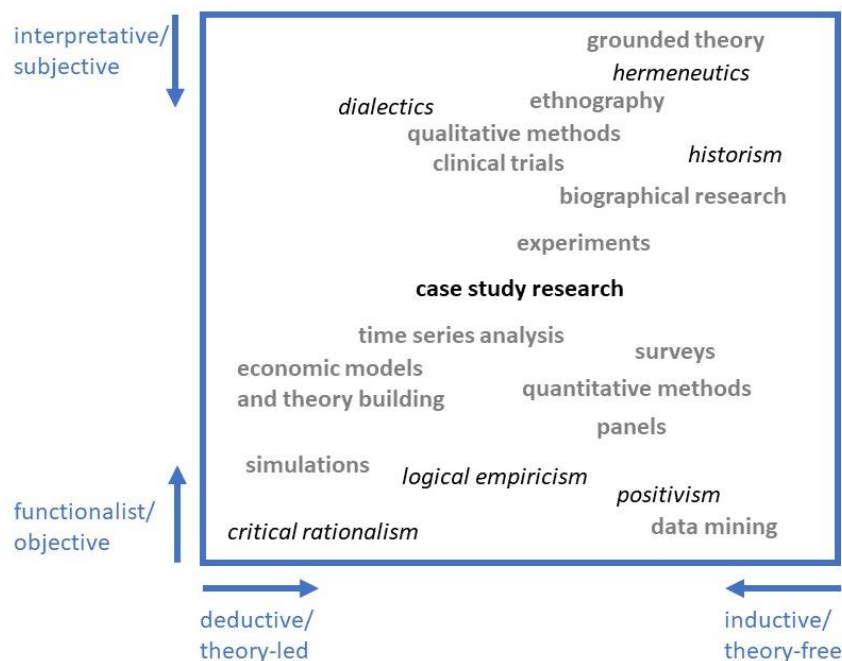 interpretative/
subjective
grounded theory
hermeneutics
dialectics
ethnography
qualitative methods
clinical trials
historism
biographical research
experiments
case study research
time series analysis
surveys
economic models
and theory building
quantitative methods
panels
simulations
logical empiricism
positivism
functionalist/
objective
critical rationalism
data mining
deductive/
theory-led
inductive/
theory-free